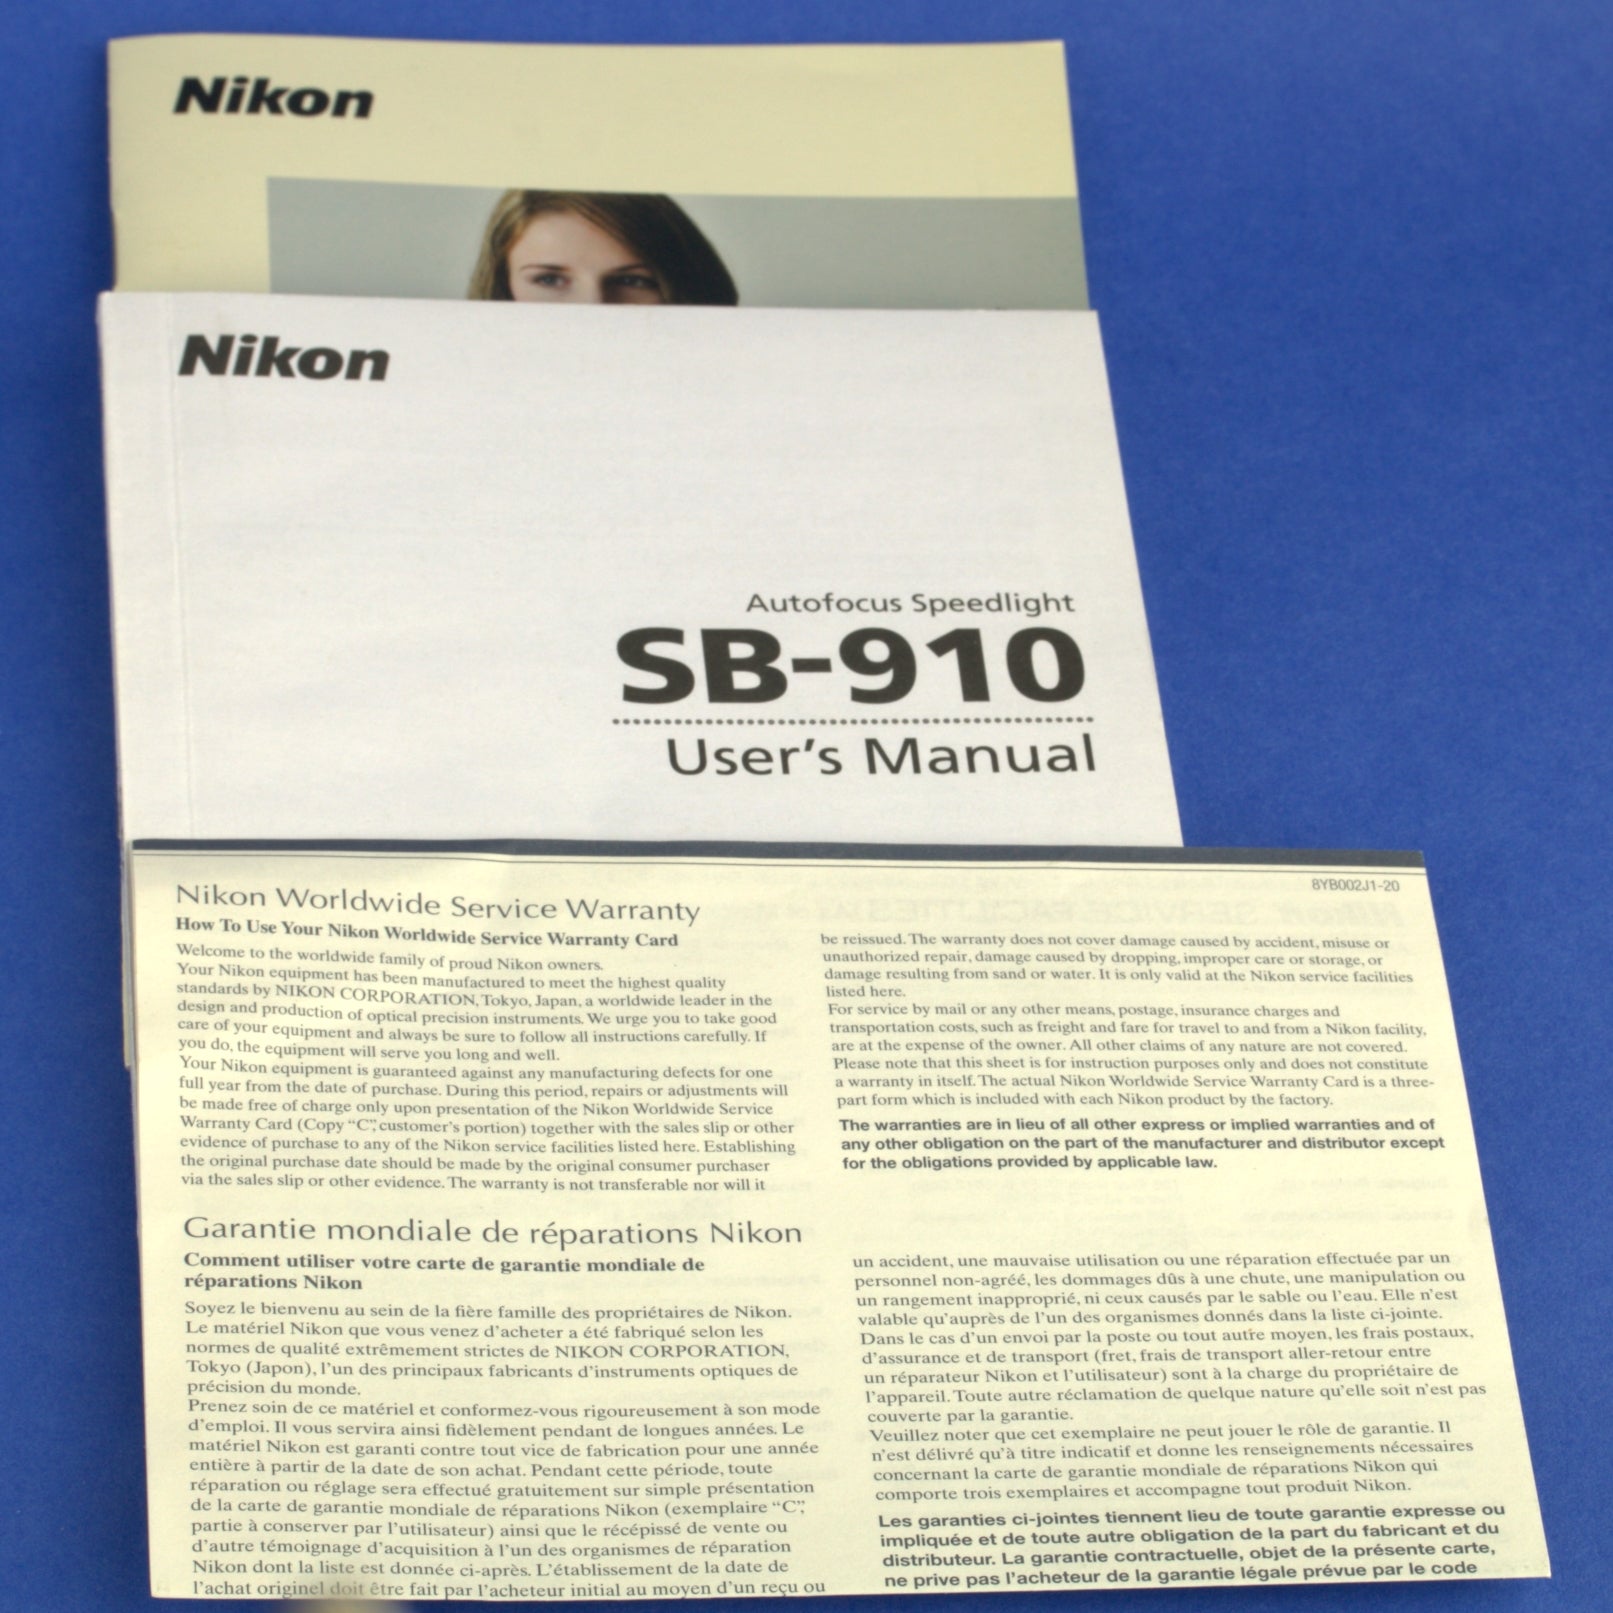 Nikon
Nikon
Autofocus Speedlight
SB-910
User's Manual
8YB002J1-20
Nikon Worldwide Service Warranty
How To Use Your Nikon Worldwide Service Warranty Card
Welcome to the worldwide family of proud Nikon owners.
Your Nikon equipment has been manufactured to meet the highest quality
standards by NIKON CORPORATION, Tokyo, Japan, a worldwide leader in the
design and production of optical precision instruments. We urge you to take good
care of your equipment and always be sure to follow all instructions carefully. If
you do, the equipment will serve you long and well.
Your Nikon equipment is guaranteed against any manufacturing defects for one
full year from the date of purchase. During this period, repairs or adjustments will
be made free of charge only upon presentation of the Nikon Worldwide Service
Warranty Card (Copy “C”, customer's portion) together with the sales slip or other
evidence of purchase to any of the Nikon service facilities listed here. Establishing
the original purchase date should be made by the original consumer purchaser
via the sales slip or other evidence. The warranty is not transferable nor will it
be reissued. The warranty does not cover damage caused by accident, misuse or
unauthorized repair, damage caused by dropping, improper care or storage, or
damage resulting from sand or water. It is only valid at the Nikon service facilities
listed here.
For service by mail or any other means, postage, insurance charges and
transportation costs, such as freight and fare for travel to and from a Nikon facility,
are at the expense of the owner. All other claims of any nature are not covered.
Please note that this sheet is for instruction purposes only and does not constitute
a warranty in itself. The actual Nikon Worldwide Service Warranty Card is a three-
part form which is included with each Nikon product by the factory.
The warranties are in lieu of all other express or implied warranties and of
any other obligation on the part of the manufacturer and distributor except
for the obligations provided by applicable law.
Garantie mondiale de réparations Nikon
Comment utiliser votre carte de garantie mondiale de
réparations Nikon
Soyez le bienvenu au sein de la fière famille des propriétaires de Nikon.
Le matériel Nikon que vous venez d'acheter a été fabriqué selon les
normes de qualité extrêmement strictes de NIKON CORPORATION,
Tokyo (Japon), l'un des principaux fabricants d'instruments optiques de
précision du monde.
Prenez soin de ce matériel et conformez-vous rigoureusement à son mode
d'emploi. Il vous servira ainsi fidèlement pendant de longues années. Le
matériel Nikon est garanti contre tout vice de fabrication pour une année
entière à partir de la date de son achat. Pendant cette période, toute
réparation ou réglage sera effectué gratuitement sur simple présentation
de la carte de garantie mondiale de réparations Nikon (exemplaire “C”,
partie à conserver par l'utilisateur) ainsi que le récépissé de vente ou
d'autre témoignage d'acquisition à l'un des organismes de réparation
Nikon dont la liste est donnée ci-après. L'établissement de la date de
l'achat originel doit être fait par l'acheteur initial au moyen d'un reçu ou
un accident, une mauvaise utilisation ou une réparation effectuée par un
personnel non-agréé, les dommages dûs à une chute, une manipulation ou
un rangement inapproprié, ni ceux causés par le sable ou l'eau. Elle n'est
valable qu'auprès de l'un des organismes donnés dans la liste ci-jointe.
Dans le cas d'un envoi par la poste ou tout autre moyen, les frais postaux,
d'assurance et de transport (fret, frais de transport aller-retour entre
un réparateur Nikon et l'utilisateur) sont à la charge du propriétaire de
l'appareil. Toute autre réclamation de quelque nature qu'elle soit n'est pas
couverte par la garantie.
Veuillez noter que cet exemplaire ne peut jouer le rôle de garantie. Il
n'est délivré qu'à titre indicatif et donne les renseignements nécessaires
concernant la carte de garantie mondiale de réparations Nikon qui
comporte trois exemplaires et accompagne tout produit Nikon.
Les garanties ci-jointes tiennent lieu de toute garantie expresse ou
impliquée et de toute autre obligation de la part du fabricant et du
distributeur. La garantie contractuelle, objet de la présente carte,
ne prive pas l'acheteur de la garantie légale prévue par le code